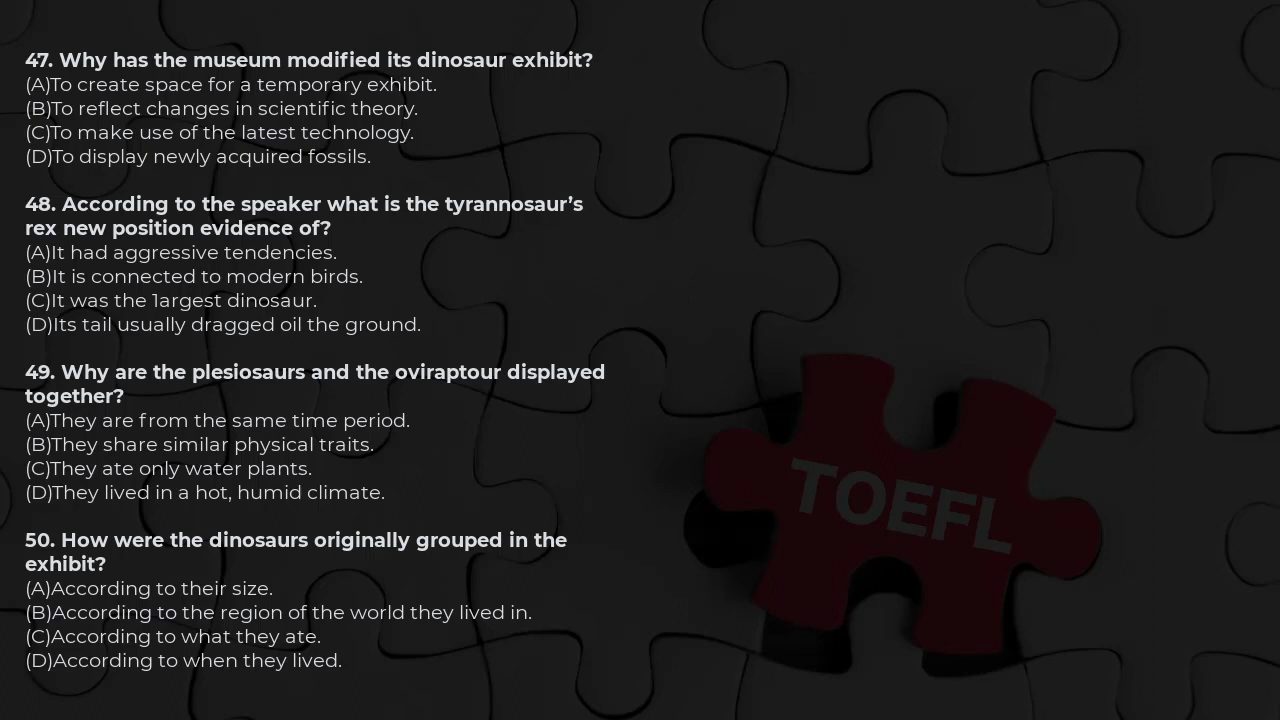 47. Why has the museum modified its dinosaur exhibit?
(A)To create space for a temporary exhibit.
(B)To reflect changes in scientific theory.
(C)To make use of the latest technology.
(D)To display newly acquired fossils.
48. According to the speaker what is the tyrannosaur’s
rex new position evidence of?
(A)It had aggressive tendencies.
(B)It is connected to modern birds.
(C)It was the 1argest dinosaur.
(D)Its tail usually dragged oil the ground.
49. Why are the plesiosaurs and the oviraptour displayed
together?
(A)They are from the same time period.
(B)They share similar physical traits.
(C)They ate only water plants.
(D)They lived in a hot, humid climate.
50. How were the dinosaurs originally grouped in the
exhibit?
(A)According to their size.
(B)According to the region of the world they lived in.
(C)According to what they ate.
(D)According to when they lived.
TOEFL